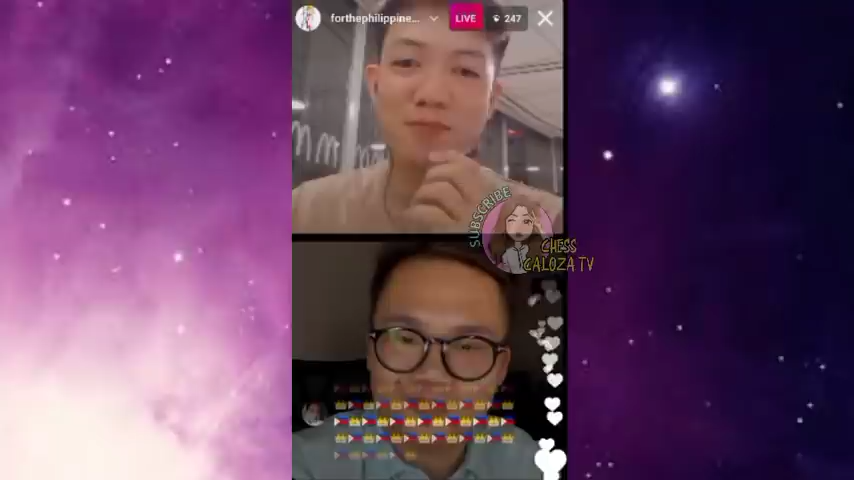 forthephilippine...
LIVE
247
SUBSCRIBE
CHESS
CALOZA TV